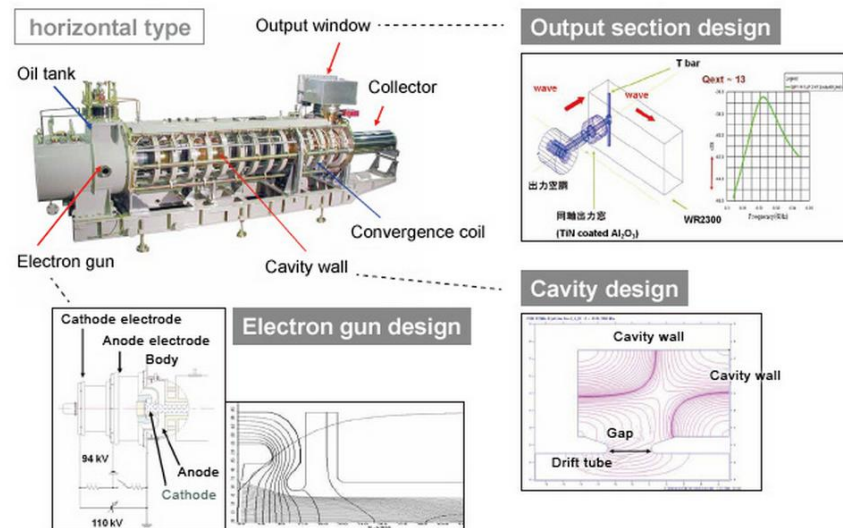 horizontal type
Output window
Output section design
Oil tank
Collector
T bar
Qext ~ 13
wave
wave
出力空胴
同軸出力窓
(TiN coated Al₂O₃)
WR2300
Frequency(GHz)
Convergence coil
Electron gun
Cavity wall
Cavity design
Electron gun design
Cathode electrode
Anode electrode
Body
94 kV
Anode
Cathode
110 kV
Cavity wall
Cavity wall
Gap
Drift tube